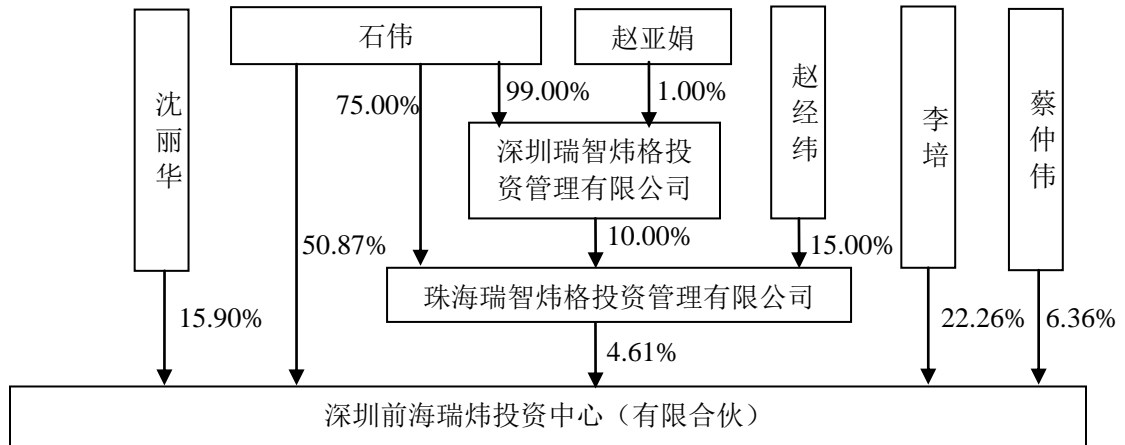 石伟
赵亚娟
沈丽华
赵经纬
李培
蔡仲伟
75.00%
99.00%
1.00%
深圳瑞智炜格投
资管理有限公司
50.87%
10.00%
15.00%
珠海瑞智炜格投资管理有限公司
15.90%
4.61%
22.26%
6.36%
深圳前海瑞炜投资中心（有限合伙）